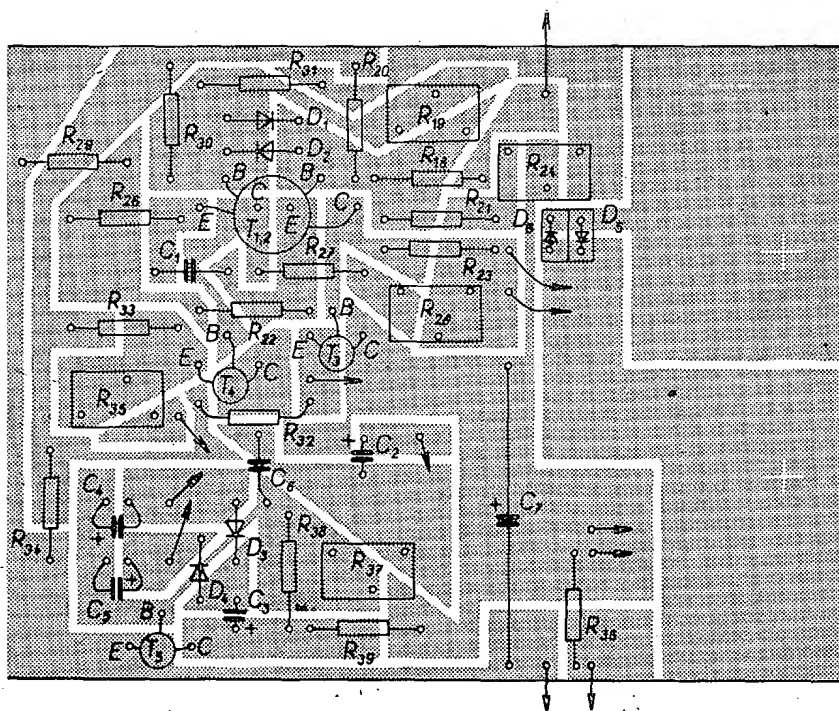 R31
R20
R30
D1
R19
R29
D2
R18
R24
B
C
B
R26
E
E
C
R21
D6
D5
T1,2
C1
R27
R23
R33
R22
B
R28
B
E
T3
C
E
T4
C
R35
R32
+
C2
C6
C4
+
C7
+
R34
D3
R38
R37
C5
+
D4
B
C3
+
R36
E
T5
C
R39